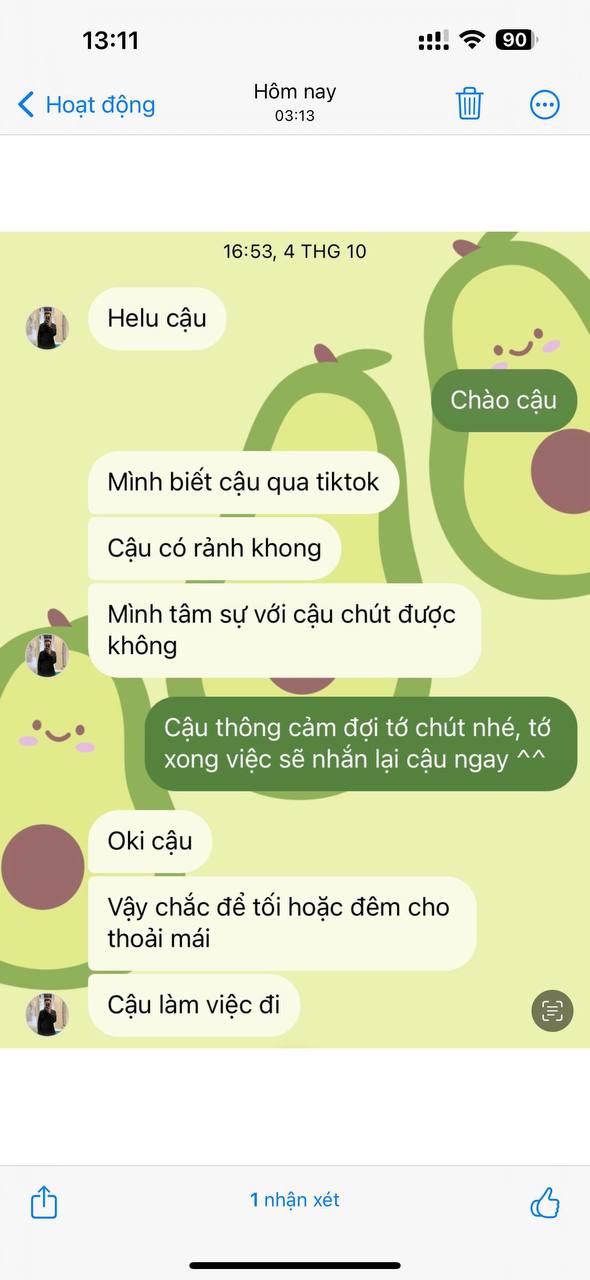 13:11
90
Hoạt động
Hôm nay
03:13
16:53, 4 THG 10
Helu cậu
Chào cậu
Mình biết cậu qua tiktok
Cậu có rảnh khong
Mình tâm sự với cậu chút được
không
Cậu thông cảm đợi tớ chút nhé, tớ
xong việc sẽ nhắn lại cậu ngay ^^
Oki cậu
Vậy chắc để tối hoặc đêm cho
thoải mái
Cậu làm việc đi
1 nhận xét